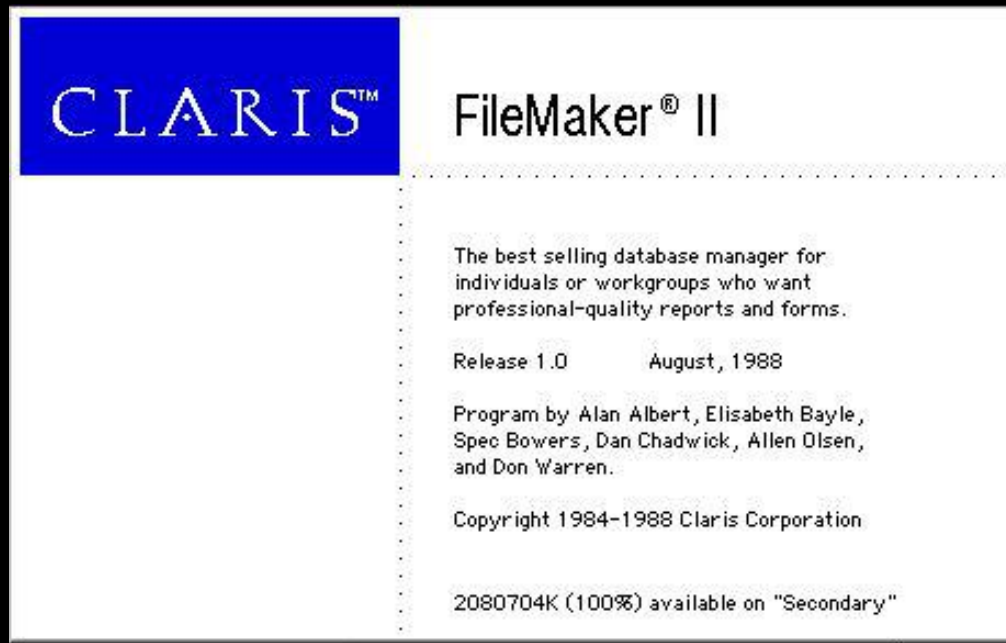 CLARIS™
FileMaker® II
The best selling database manager for
individuals or workgroups who want
professional-quality reports and forms.
Release 1.0 August, 1988
Program by Alan Albert, Elisabeth Bayle,
Spec Bowers, Dan Chadwick, Allen Olsen,
and Don Warren.
Copyright 1984-1988 Claris Corporation
2080704K (100%) available on "Secondary"